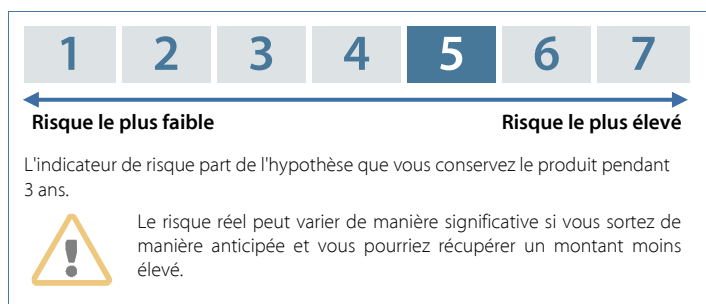 1 2 3 4 5 6 7
Risque le plus faible Risque le plus élevé
L'indicateur de risque part de l'hypothèse que vous conservez le produit pendant
3 ans.
Le risque réel peut varier de manière significative si vous sortez de
manière anticipée et vous pourriez récupérer un montant moins
élevé.